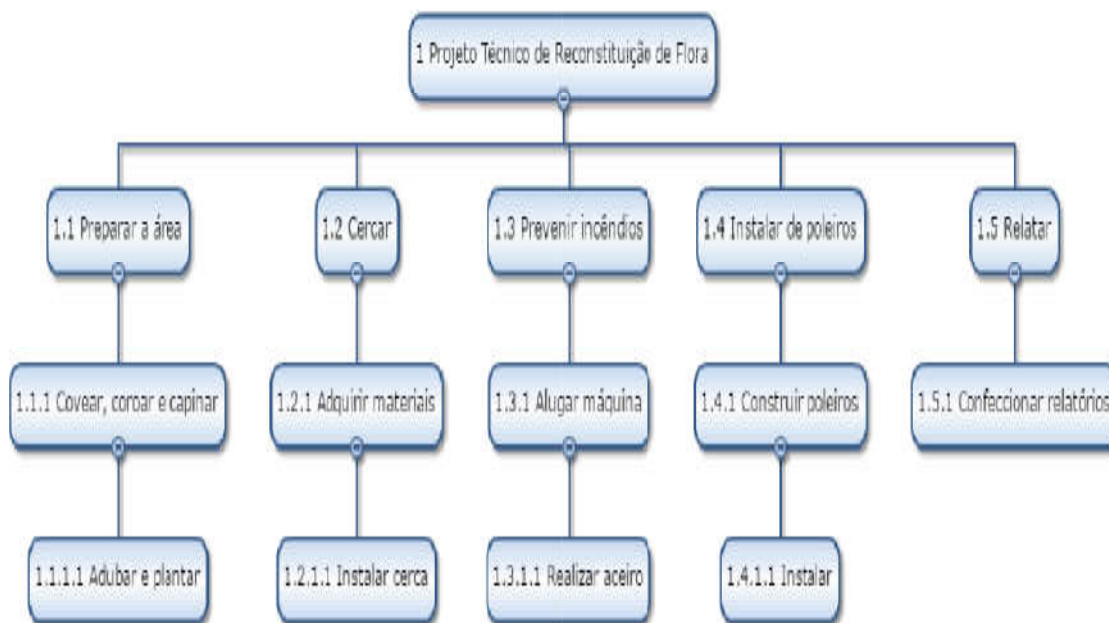 1 Projeto Técnico de Reconstituição de Flora
1.1 Preparar a área
1.2 Cercar
1.3 Prevenir incêndios
1.4 Instalar de poleiros
1.5 Relatar
1.1.1 Covear, coroar e capinar
1.2.1 Adquirir materiais
1.3.1 Alugar máquina
1.4.1 Construir poleiros
1.5.1 Confeccionar relatórios
1.1.1.1 Adubar e plantar
1.2.1.1 Instalar cerca
1.3.1.1 Realizar aceiro
1.4.1.1 Instalar